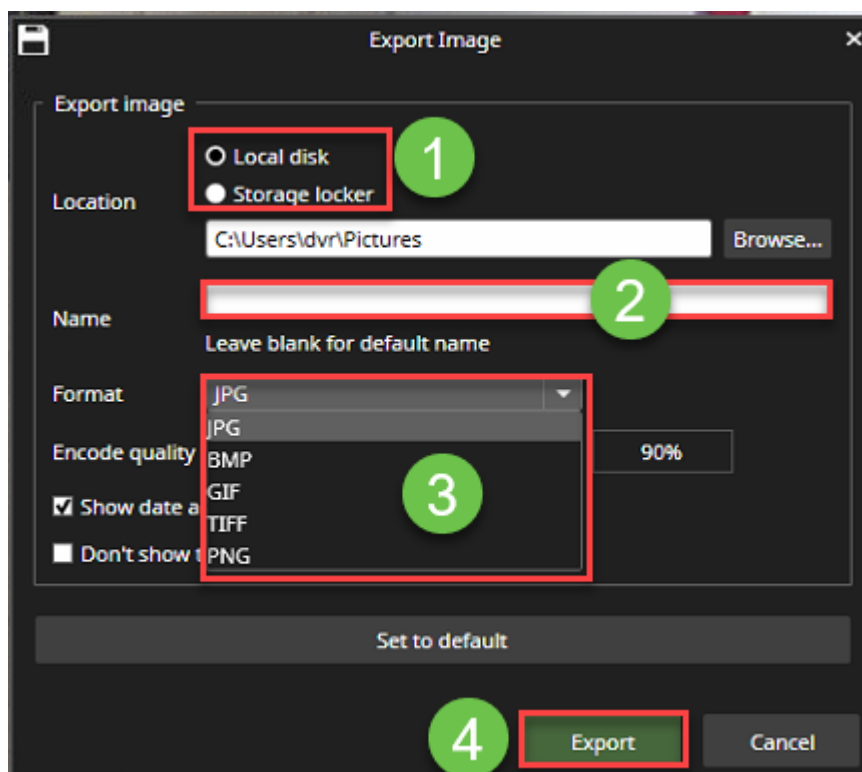 Export Image
Export image
Local disk
1
Storage locker
Location
C:\Users\dvr\Pictures
Browse...
2
Name
Leave blank for default name
Format
JPG
JPG
Encode quality
90%
BMP
GIF
3
Show date a
TIFF
Don't show t
PNG
Set to default
4
Export
Cancel